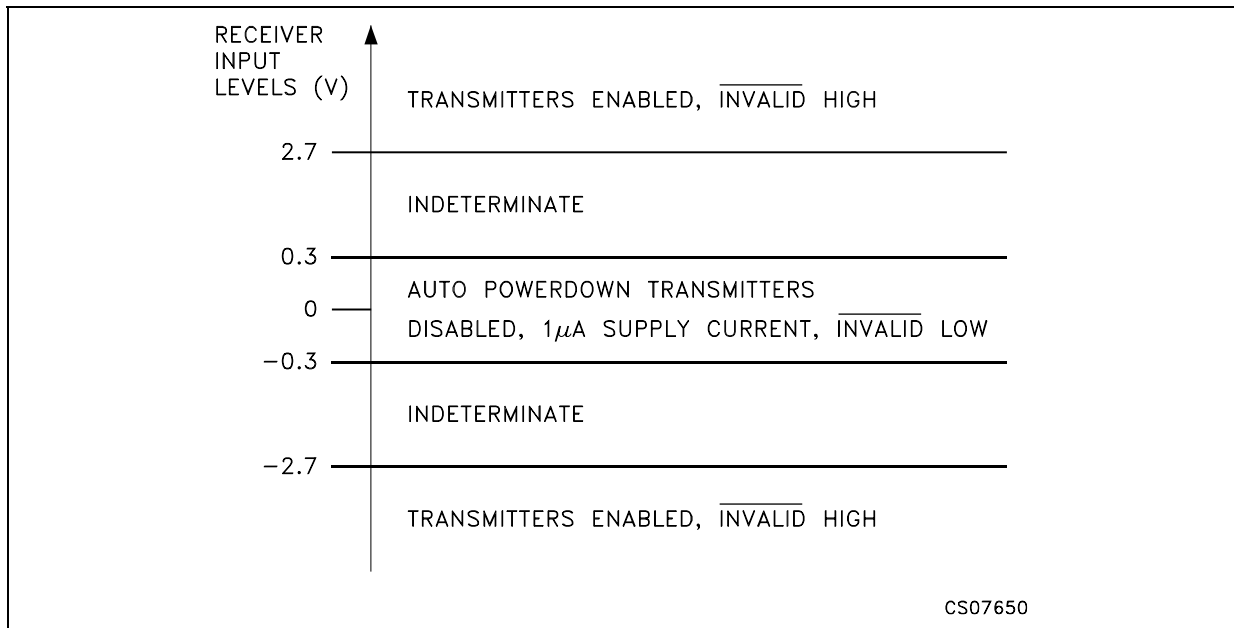 RECEIVER
INPUT
LEVELS (V)
TRANSMITTERS ENABLED, INVALID HIGH
2.7
INDETERMINATE
0.3
AUTO POWERDOWN TRANSMITTERS
0
DISABLED, 1µA SUPPLY CURRENT, INVALID LOW
-0.3
INDETERMINATE
-2.7
TRANSMITTERS ENABLED, INVALID HIGH
CS07650